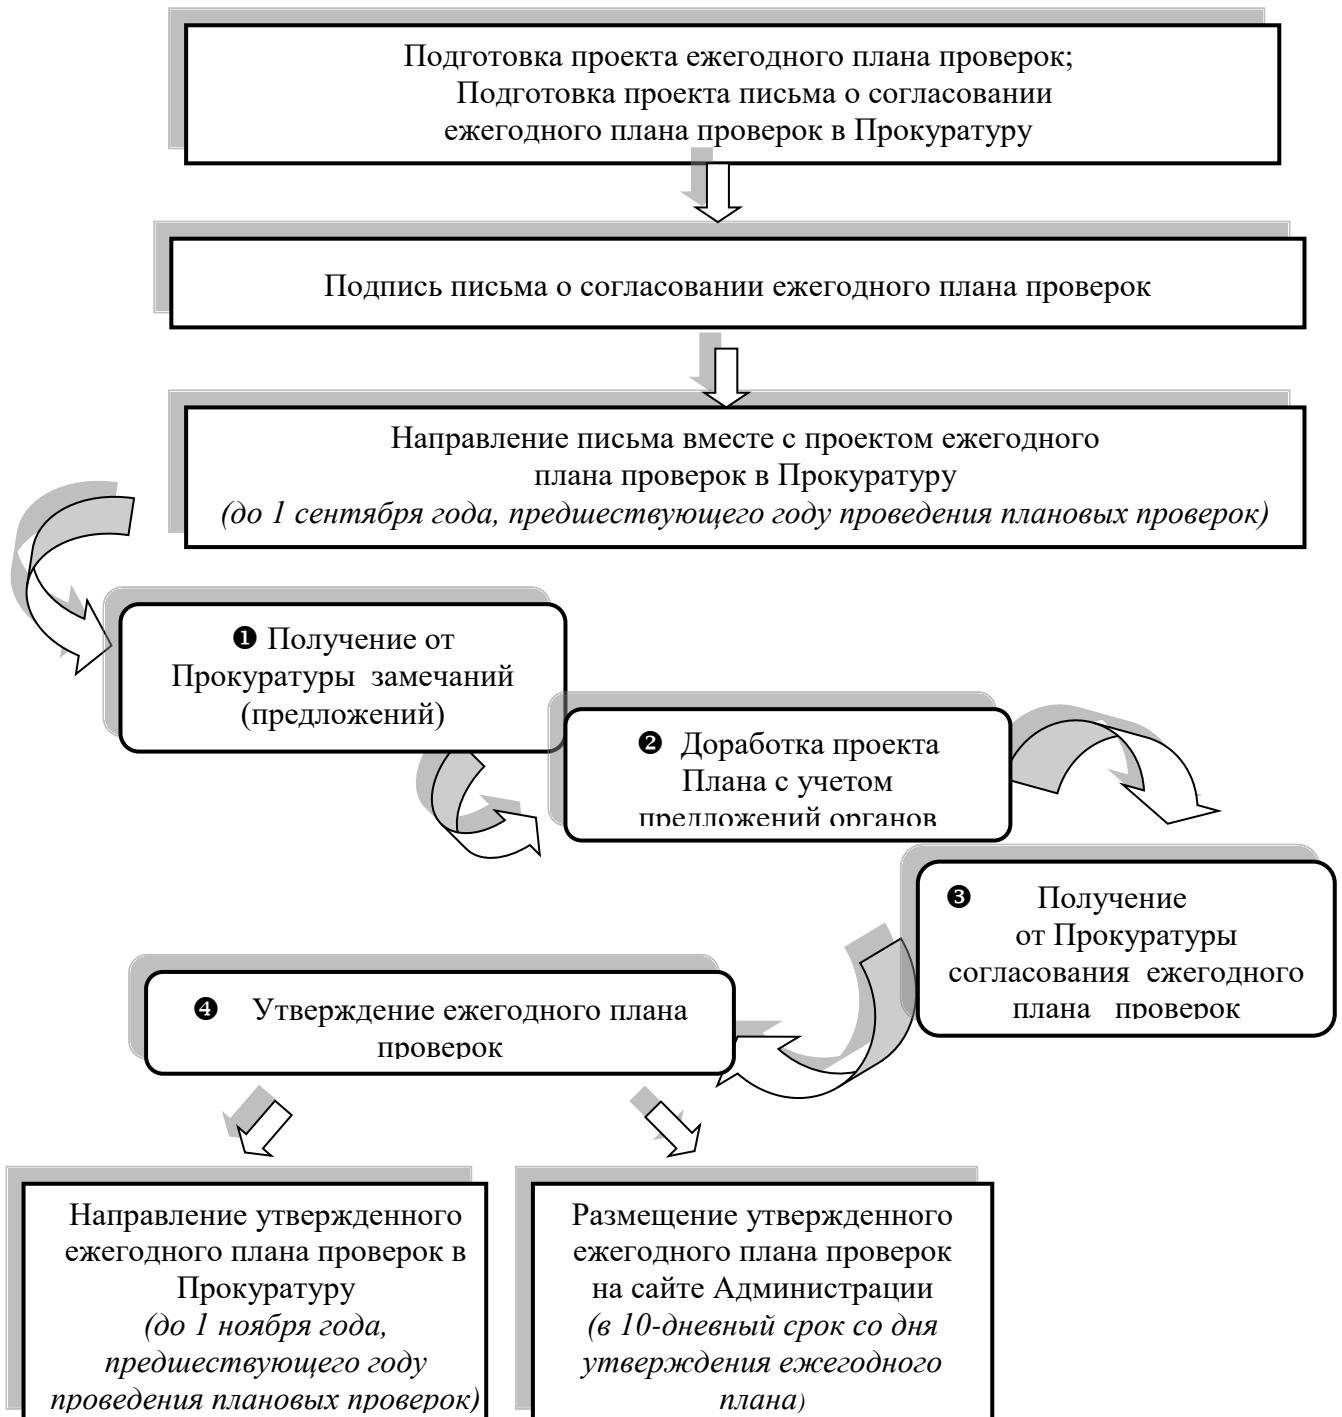 Подготовка проекта ежегодного плана проверок;
Подготовка проекта письма о согласовании
ежегодного плана проверок в Прокуратуру
Подпись письма о согласовании ежегодного плана проверок
Направление письма вместе с проектом ежегодного
плана проверок в Прокуратуру
(до 1 сентября года, предшествующего году проведения плановых проверок)
❶ Получение от
Прокуратуры замечаний
(предложений)
❷ Доработка проекта
Плана с учетом
предложений органов
❸ Получение
от Прокуратуры
согласования ежегодного
плана проверок
❹ Утверждение ежегодного плана
проверок
Направление утвержденного
ежегодного плана проверок в
Прокуратуру
(до 1 ноября года,
предшествующего году
проведения плановых проверок)
Размещение утвержденного
ежегодного плана проверок
на сайте Администрации
(в 10-дневный срок со дня
утверждения ежегодного
плана)